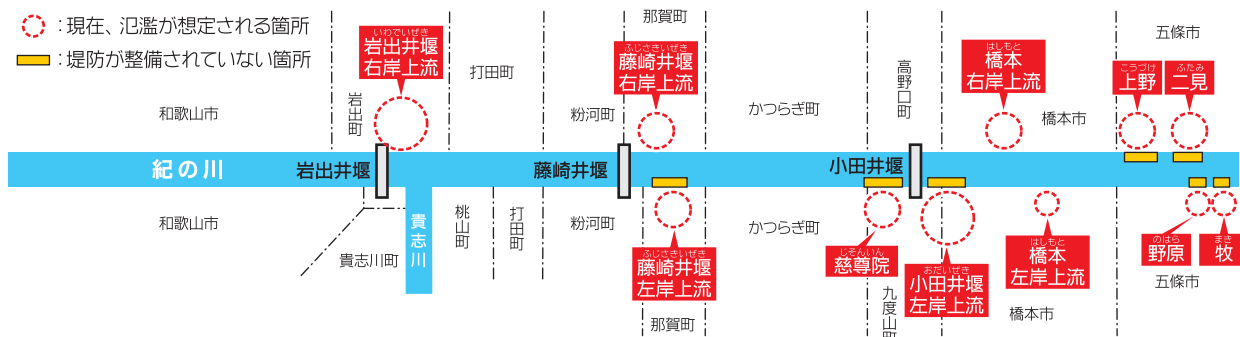 ：現在、氾濫が想定される箇所
：堤防が整備されていない箇所
いわでいぜき
岩出井堰
右岸上流
打田町
那賀町
ふじさきいぜき
藤崎井堰
右岸上流
高野口町
はしもと
橋本
右岸上流
五條市
こうづけ
上野
ふたみ
二見
和歌山市
岩出町
粉河町
かつらぎ町
橋本市
紀の川
岩出井堰
藤崎井堰
小田井堰
和歌山市
貴志川町
貴志川
桃山町
打田町
粉河町
ふじさきいぜき
藤崎井堰
左岸上流
那賀町
かつらぎ町
じそんいん
慈尊院
九度山町
おだいぜき
小田井堰
左岸上流
はしもと
橋本
左岸上流
橋本市
のはら
野原
まき
牧
五條市